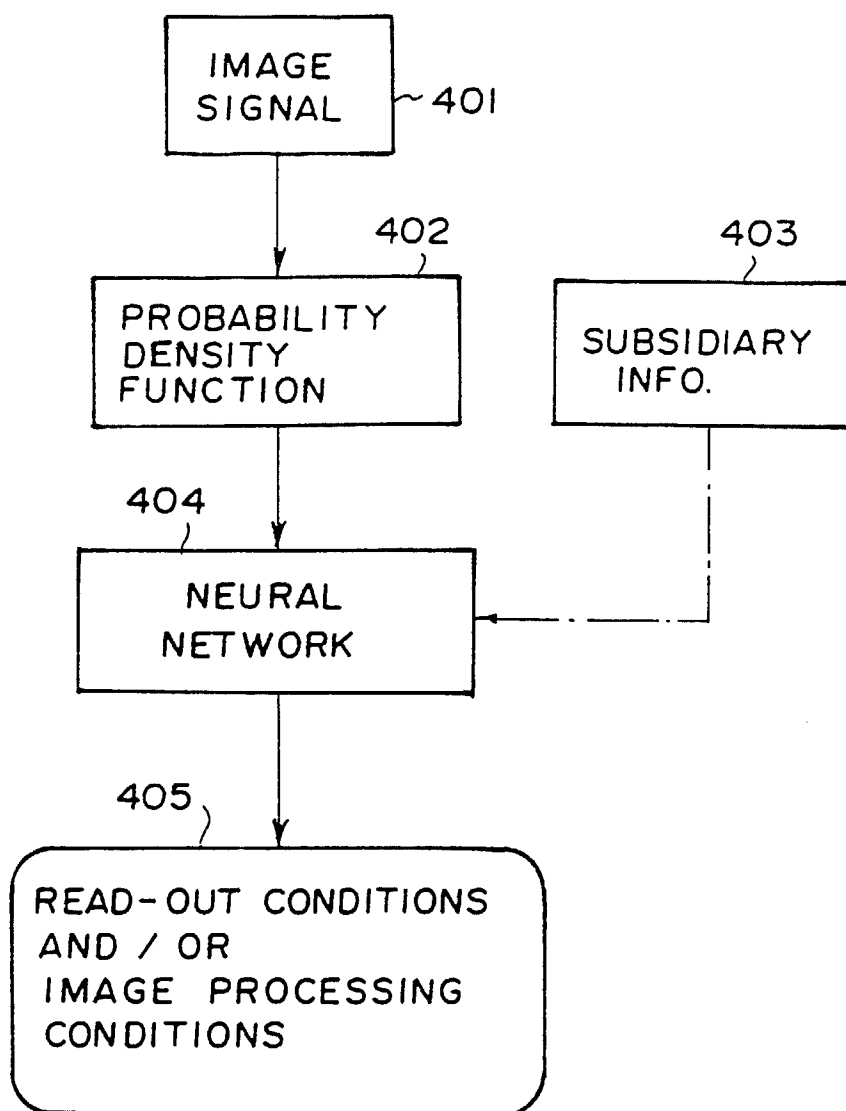 IMAGE
SIGNAL
401
402
PROBABILITY
DENSITY
FUNCTION
403
SUBSIDIARY
INFO.
404
NEURAL
NETWORK
405
READ-OUT CONDITIONS
AND / OR
IMAGE PROCESSING
CONDITIONS